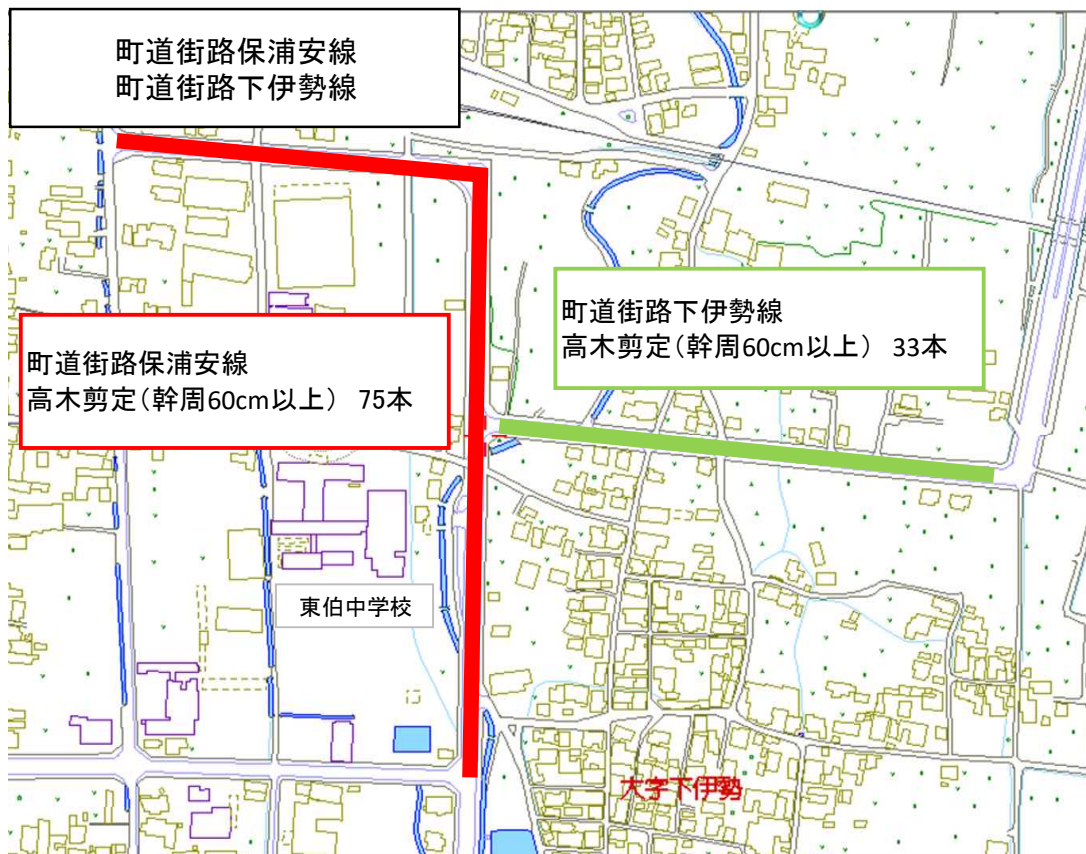 町道街路保浦安線
町道街路下伊勢線
町道街路下伊勢線
高木剪定(幹周60cm以上) 33本
町道街路保浦安線
高木剪定(幹周60cm以上) 75本
東伯中学校
大字下伊勢